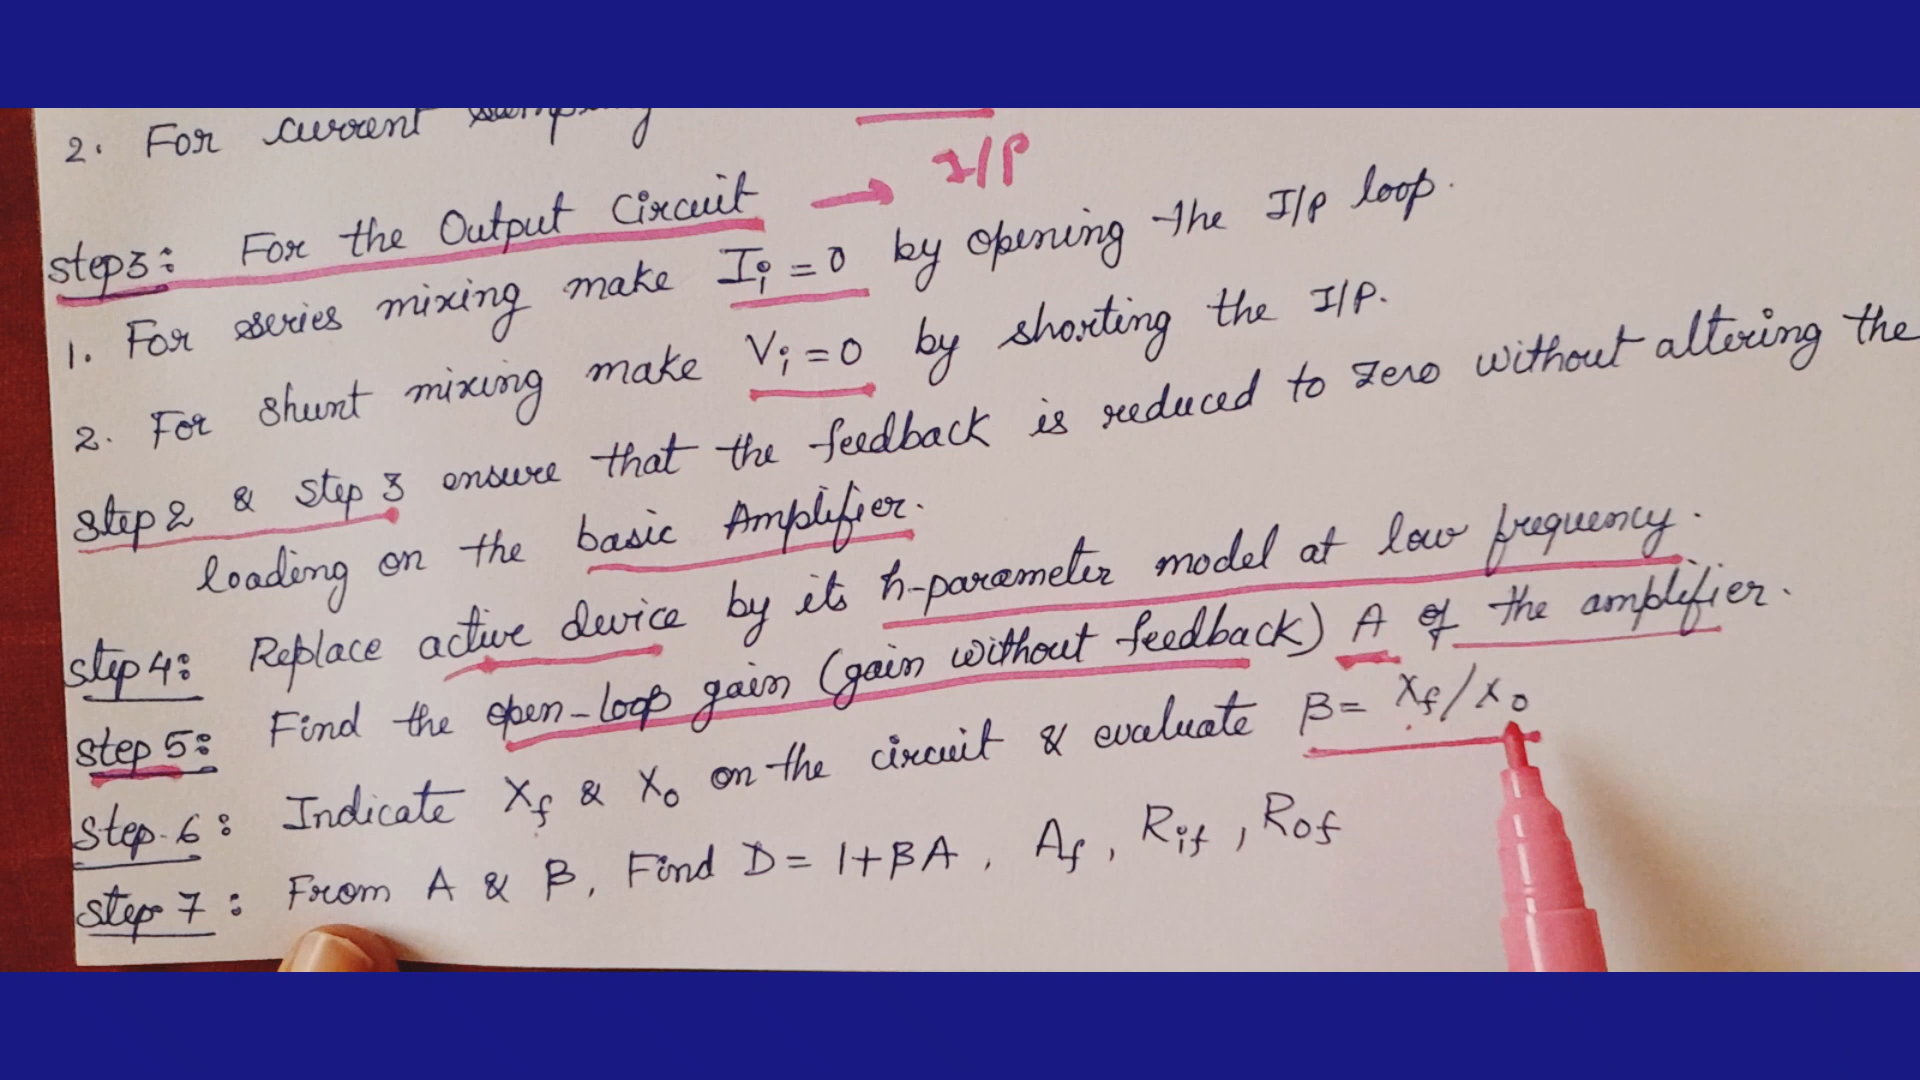 2. For current sampling
step3: For the Output Circuit → I/P
1. For series mixing make Ii = 0 by opening the I/P loop.
2. For shunt mixing make Vi = 0 by shorting the I/P.
Step 2 & Step 3 ensure that the feedback is reduced to zero without altering the
loading on the basic Amplifier.
step 4: Replace active device by its h-parameter model at low frequency.
step 5: Find the open-loop gain (gain without feedback) A of the amplifier.
Step-6: Indicate Xf & Xo on the circuit & evaluate β = Xf/Xo
step 7: From A & β, Find D = 1+βA, Af, Rif, Rof